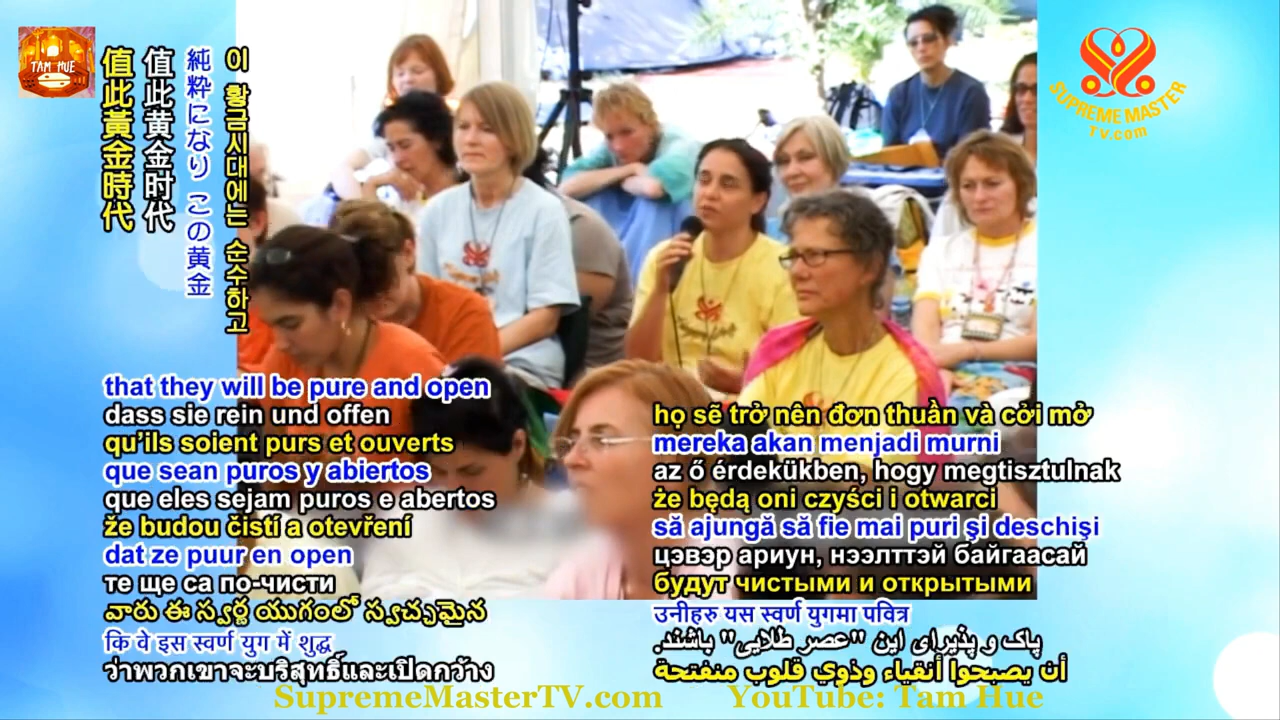 TAM HUE
値此黃金時代
值此黄金时代
純粋になり この黄金
이 황금시대에는 순수하고
SUPREME MASTER
TV.com
that they will be pure and open
dass sie rein und offen
qu'ils soient purs et ouverts
que sean puros y abiertos
que eles sejam puros e abertos
že budou čistí a otevření
dat ze puur en open
те ще са по-чисти
వారు ఈ స్వర్ణ యుగంలో స్వచ్ఛమైన
कि वे इस स्वर्ण युग में शुद्ध
ว่าพวกเขาจะบริสุทธิ์และเปิดกว้าง
họ sẽ trở nên đơn thuần và cởi mở
mereka akan menjadi murni
az ő érdekükben, hogy megtisztulnak
że będą oni czyści i otwarci
să ajungă să fie mai puri şi deschişi
цэвэр ариун, нээлттэй байгаасай
будут чистыми и открытыми
उनीहरु यस स्वर्ण युगमा पवित्र
پاک و پذیرای این "عصر طلایی" باشند.
أن يصبحوا أنقياء وذوي قلوب منفتحة
SupremeMasterTV.com YouTube: Tam Hue